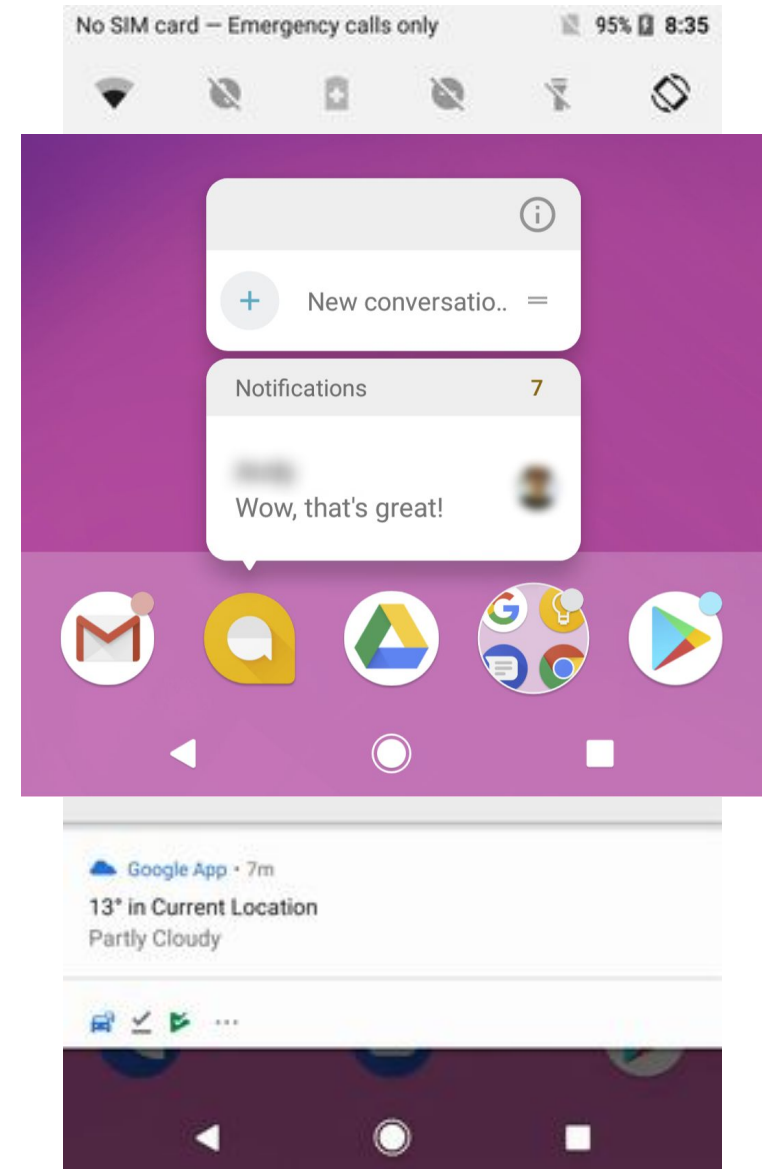 No SIM card — Emergency calls only 95% 8:35
New conversatio..
Notifications 7
Wow, that's great!
Google App • 7m
13° in Current Location
Partly Cloudy